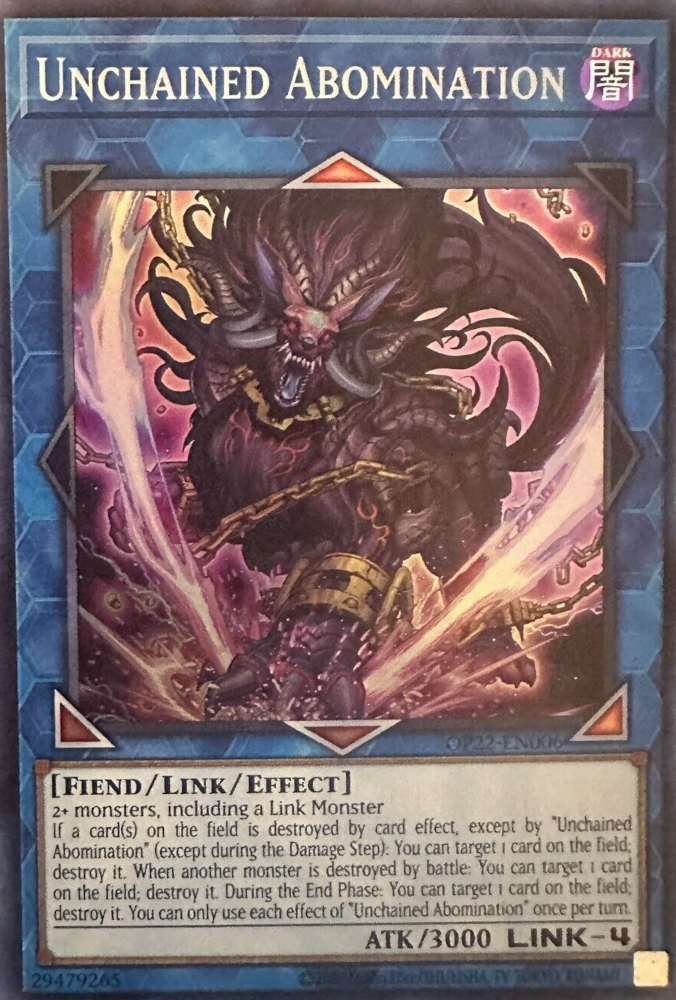 UNCHAINED ABOMINATION
DARK
闇
OP22-EN006
[FIEND/LINK/EFFECT]
2+ monsters, including a Link Monster
If a card(s) on the field is destroyed by card effect, except by "Unchained
Abomination" (except during the Damage Step): You can target 1 card on the field;
destroy it. When another monster is destroyed by battle: You can target 1 card
on the field; destroy it. During the End Phase: You can target 1 card on the field;
destroy it. You can only use each effect of "Unchained Abomination" once per turn.
ATK/3000 LINK-4
29479265